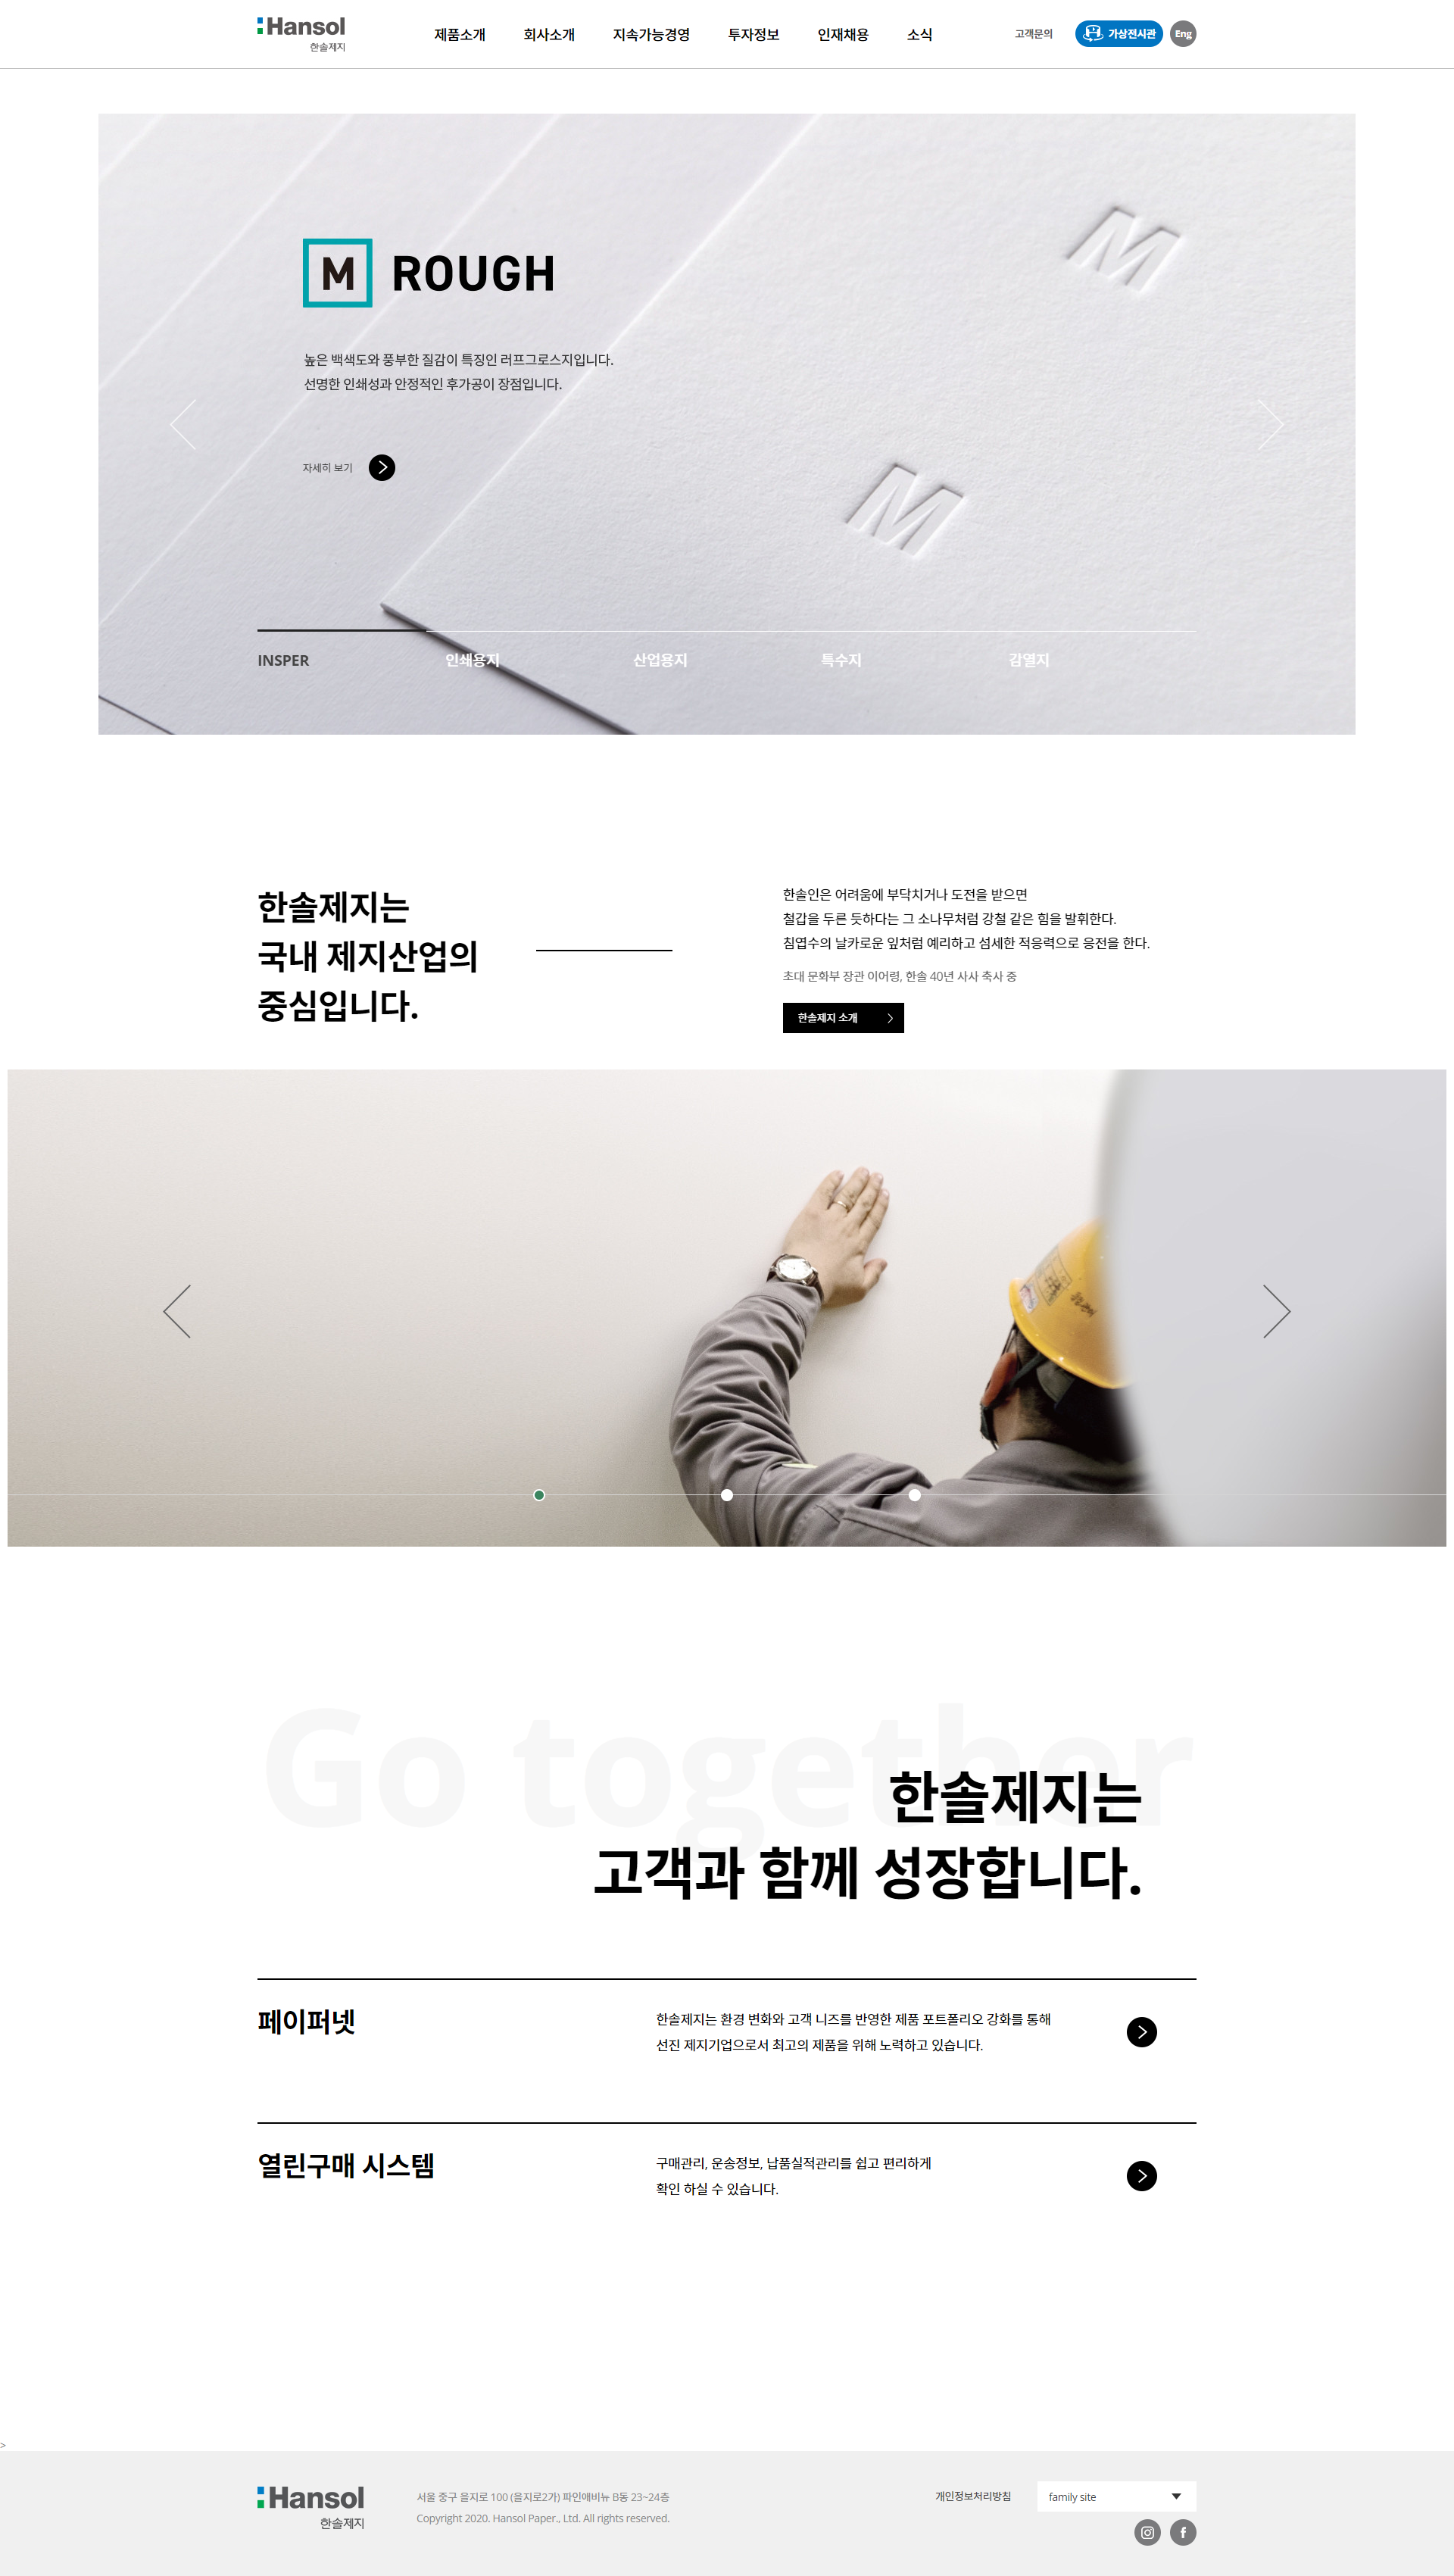 Hansol
한솔제지
제품소개
회사소개
지속가능경영
투자정보
인재채용
소식
고객문의
가상전시관
Eng
M ROUGH
M
M
높은 백색도와 풍부한 질감이 특징인 러프그로스지입니다.
선명한 인쇄성과 안정적인 후가공이 장점입니다.
자세히 보기
INSPER
인쇄용지
산업용지
특수지
감열지
한솔제지는
국내 제지산업의
중심입니다.
한솔인은 어려움에 부닥치거나 도전을 받으면
철갑을 두른 듯하다는 그 소나무처럼 강철 같은 힘을 발휘한다.
침엽수의 날카로운 잎처럼 예리하고 섬세한 적응력으로 응전을 한다.
초대 문화부 장관 이어령, 한솔 40년 사사 축사 중
한솔제지 소개
Go together
한솔제지는
고객과 함께 성장합니다.
페이퍼넷
한솔제지는 환경 변화와 고객 니즈를 반영한 제품 포트폴리오 강화를 통해
선진 제지기업으로서 최고의 제품을 위해 노력하고 있습니다.
열린구매 시스템
구매관리, 운송정보, 납품실적관리를 쉽고 편리하게
확인 하실 수 있습니다.
>
Hansol
한솔제지
서울 중구 을지로 100 (을지로2가) 파인애비뉴 B동 23~24층
Copyright 2020. Hansol Paper., Ltd. All rights reserved.
개인정보처리방침
family site